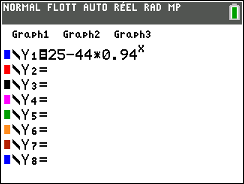 NORMAL FLOTT AUTO RÉEL RAD MP
Graph1 Graph2 Graph3
\Y1=25-44*0.94^X
\Y2=
\Y3=
\Y4=
\Y5=
\Y6=
\Y7=
\Y8=